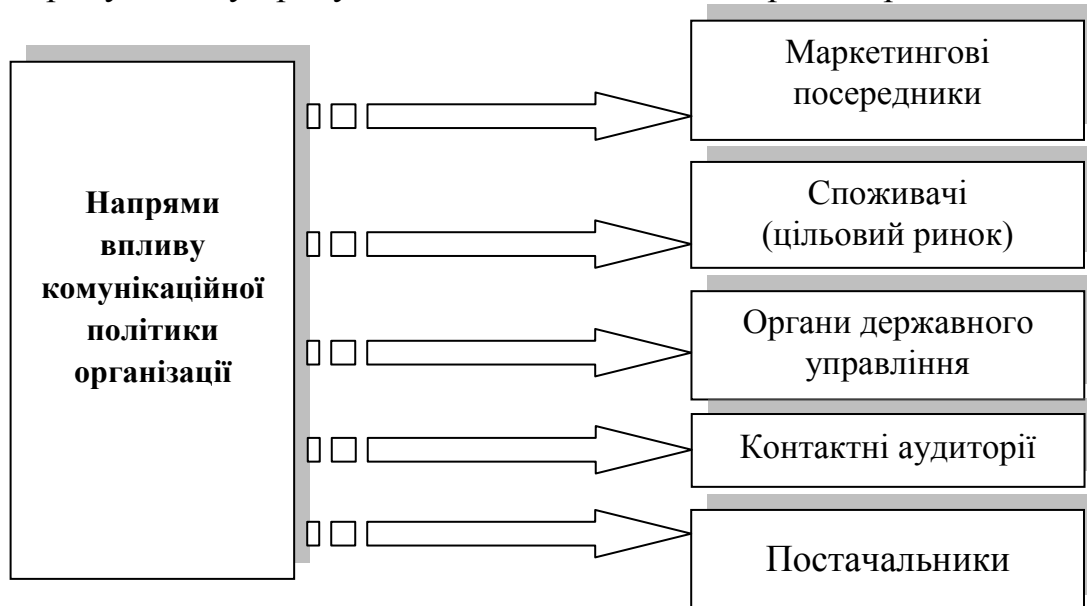 Напрями
впливу
комунікаційної
політики
організації
Маркетингові
посередники
Споживачі
(цільовий ринок)
Органи державного
управління
Контактні аудиторії
Постачальники